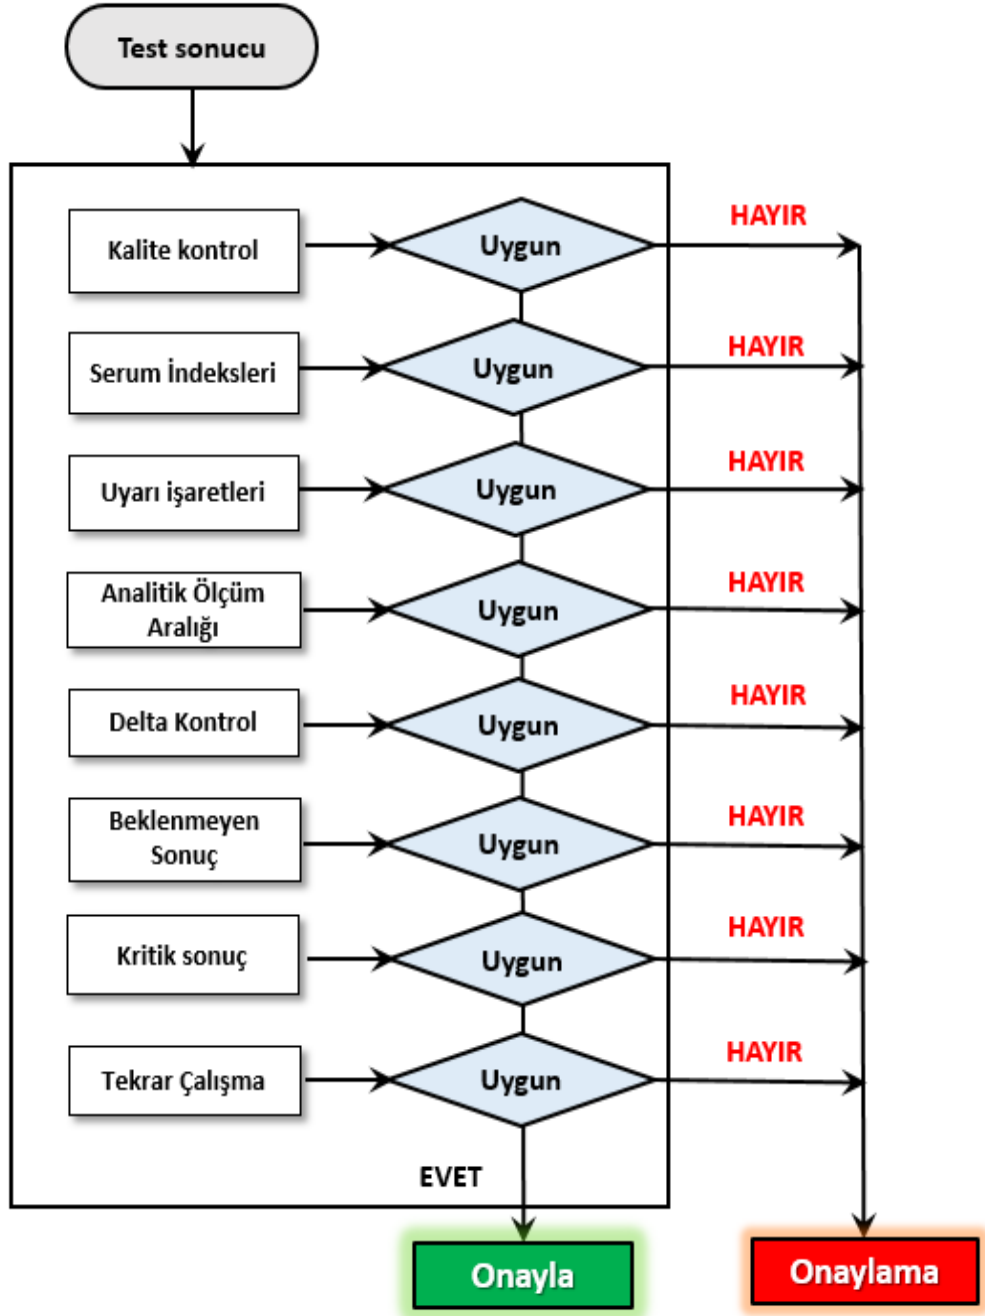 Test sonucu
Kalite kontrol
Uygun
HAYIR
Serum İndeksleri
Uygun
HAYIR
Uyarı işaretleri
Uygun
HAYIR
Analitik Ölçüm
Aralığı
Uygun
HAYIR
Delta Kontrol
Uygun
HAYIR
Beklenmeyen
Sonuç
Uygun
HAYIR
Kritik sonuç
Uygun
HAYIR
Tekrar Çalışma
Uygun
HAYIR
EVET
Onayla
Onaylama